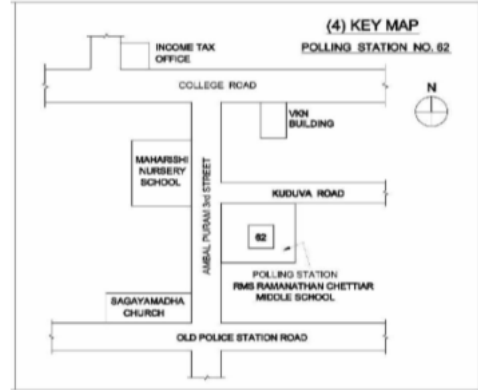 (4) KEY MAP
POLLING STATION NO. 62
INCOME TAX
OFFICE
COLLEGE ROAD
N
VKN
BUILDING
MAHARISHI
NURSERY
SCHOOL
AMBAL PURAM 3rd STREET
KUDUVA ROAD
62
POLLING STATION
RMS RAMANATHAN CHETTIAR
MIDDLE SCHOOL
SAGAYAMADHA
CHURCH
OLD POLICE STATION ROAD